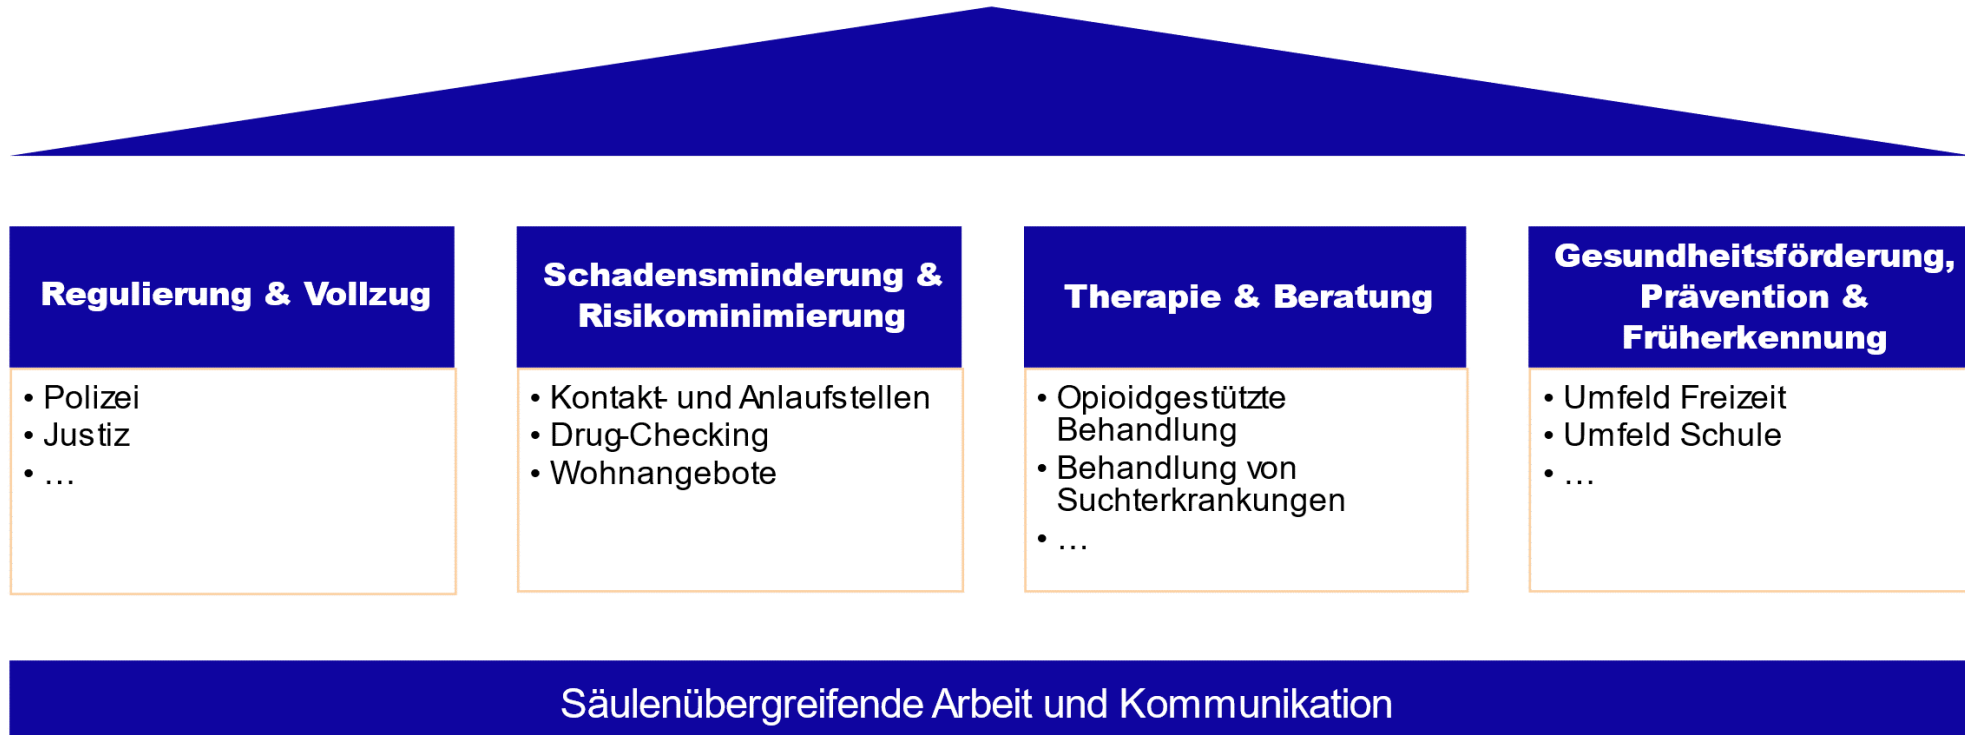 Regulierung & Vollzug
• Polizei
• Justiz
• …
Schadensminderung &
Risikominimierung
• Kontakt- und Anlaufstellen
• Drug-Checking
• Wohnangebote
Therapie & Beratung
• Opioidgestützte
Behandlung
• Behandlung von
Suchterkrankungen
• …
Gesundheitsförderung,
Prävention &
Früherkennung
• Umfeld Freizeit
• Umfeld Schule
• …
Säulenübergreifende Arbeit und Kommunikation